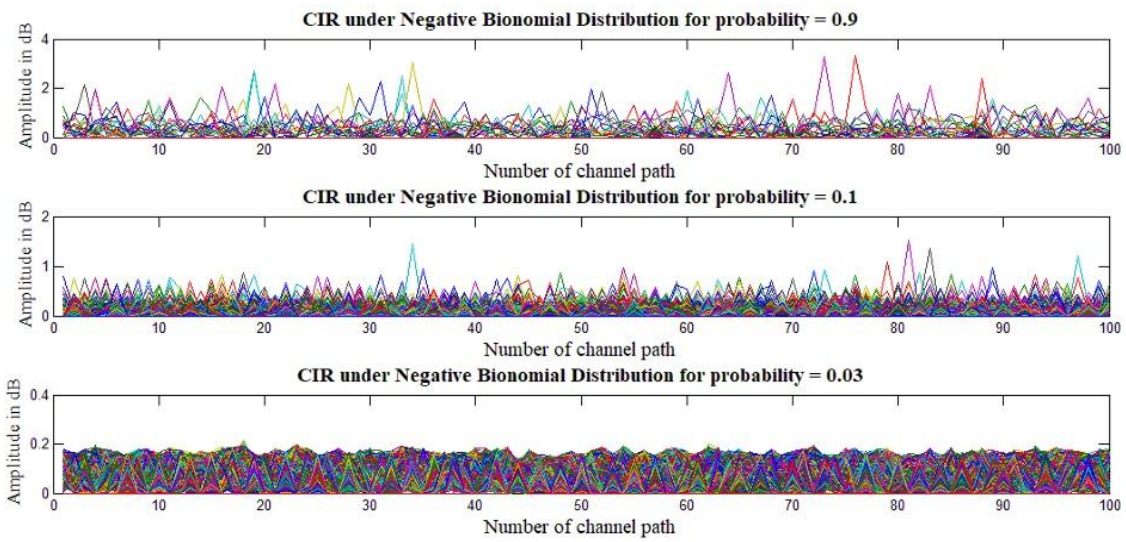 CIR under Negative Bionomial Distribution for probability = 0.9
Amplitude in dB
4
2
0
0 10 20 30 40 50 60 70 80 90 100
Number of channel path
CIR under Negative Bionomial Distribution for probability = 0.1
Amplitude in dB
2
1
0
0 10 20 30 40 50 60 70 80 90 100
Number of channel path
CIR under Negative Bionomial Distribution for probability = 0.03
Amplitude in dB
0.4
0.2
0
0 10 20 30 40 50 60 70 80 90 100
Number of channel path